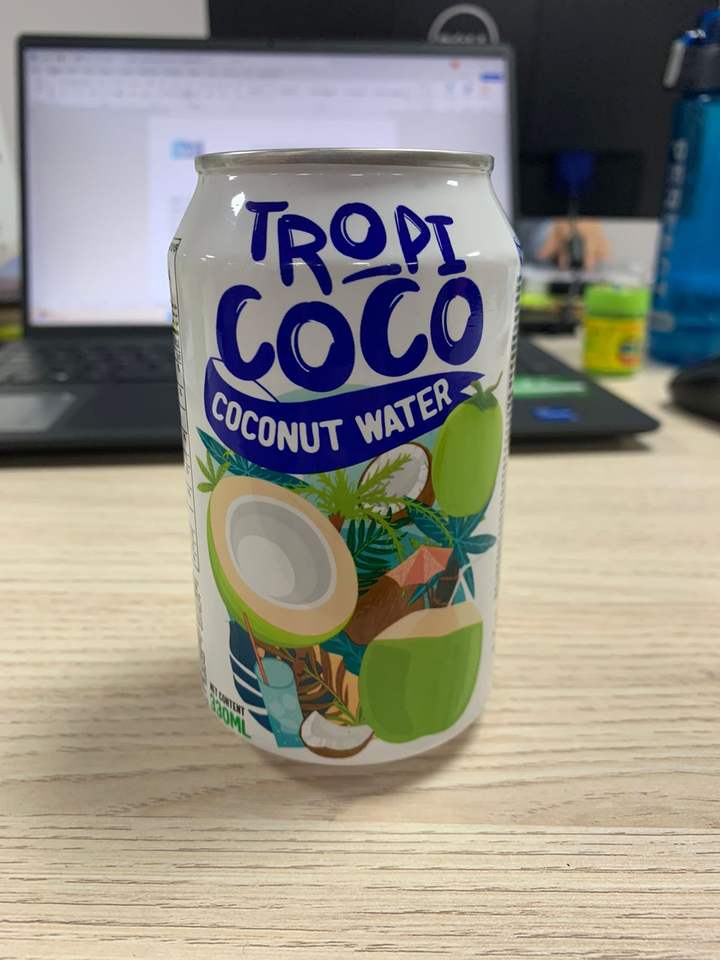 TROPI
COCO
COCONUT WATER
NET CONTENT
330ML